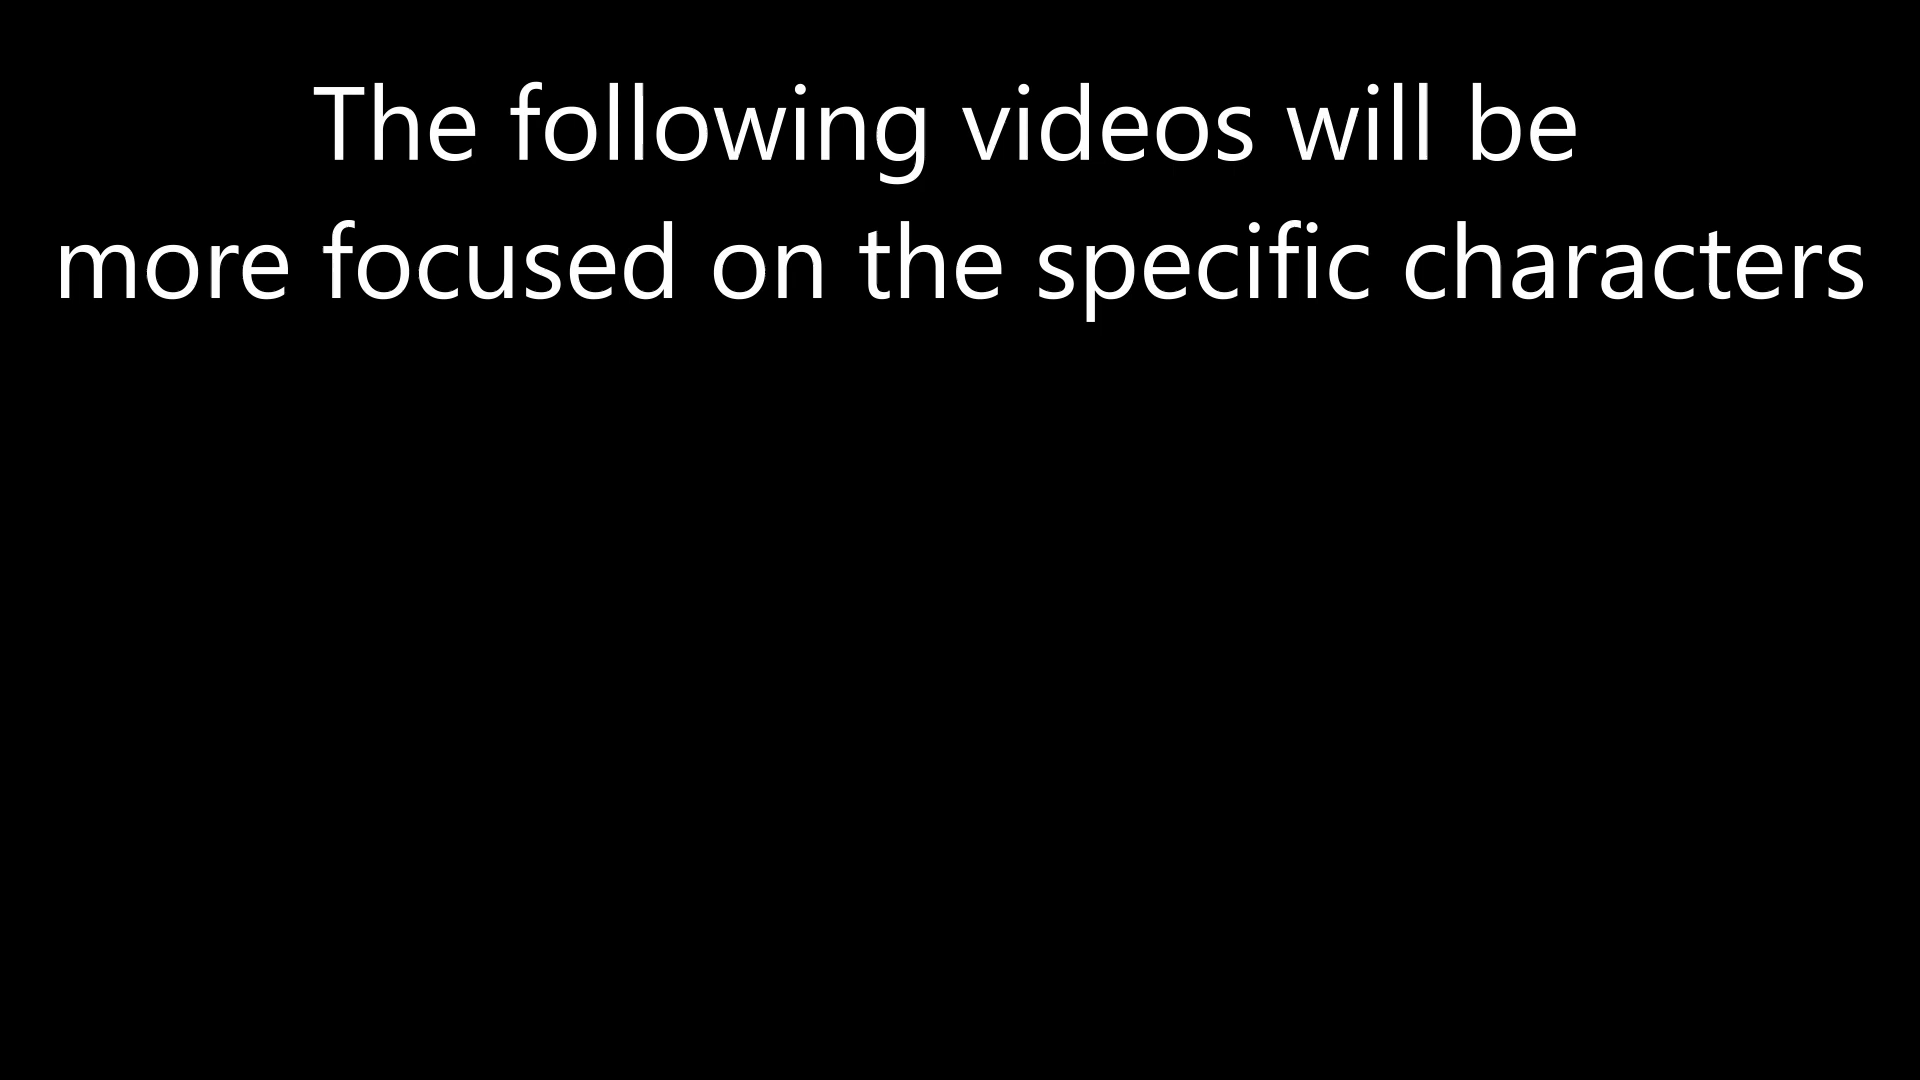 The following videos will be
more focused on the specific characters